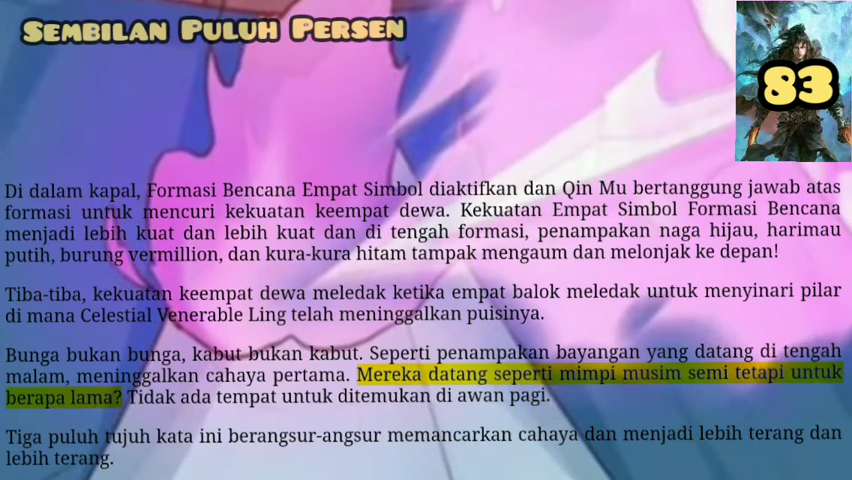 Sembilan Puluh Persen
83
Di dalam kapal, Formasi Bencana Empat Simbol diaktifkan dan Qin Mu bertanggung jawab atas
formasi untuk mencuri kekuatan keempat dewa. Kekuatan Empat Simbol Formasi Bencana
menjadi lebih kuat dan lebih kuat dan di tengah formasi, penampakan naga hijau, harimau
putih, burung vermillion, dan kura-kura hitam tampak mengaum dan melonjak ke depan!
Tiba-tiba, kekuatan keempat dewa meledak ketika empat balok meledak untuk menyinari pilar
di mana Celestial Venerable Ling telah meninggalkan puisinya.
Bunga bukan bunga, kabut bukan kabut. Seperti penampakan bayangan yang datang di tengah
malam, meninggalkan cahaya pertama. Mereka datang seperti mimpi musim semi tetapi untuk
berapa lama? Tidak ada tempat untuk ditemukan di awan pagi.
Tiga puluh tujuh kata ini berangsur-angsur memancarkan cahaya dan menjadi lebih terang dan
lebih terang.